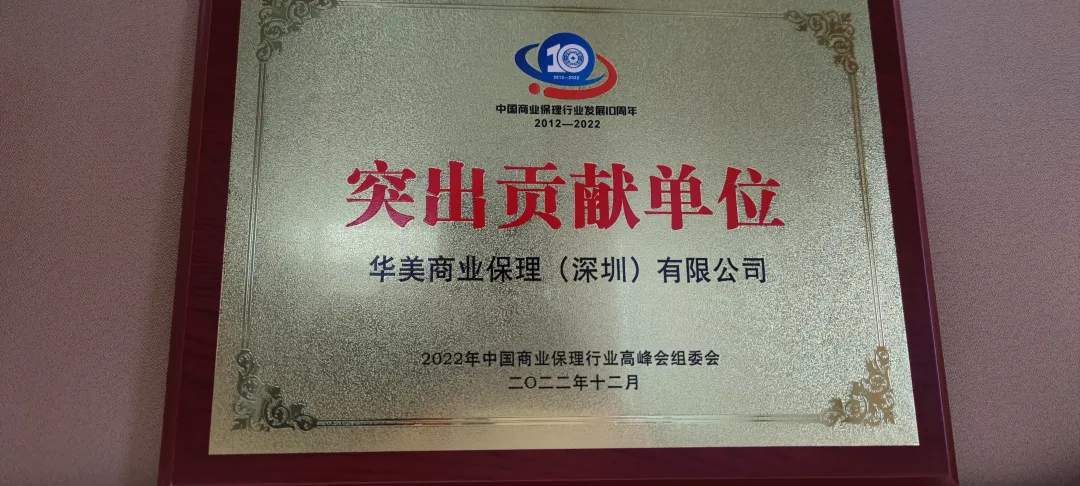 10
2012—2022
中国商业保理行业发展10周年
2012—2022
突出贡献单位
华美商业保理（深圳）有限公司
2022年中国商业保理行业高峰会组委会
二〇二二年十二月